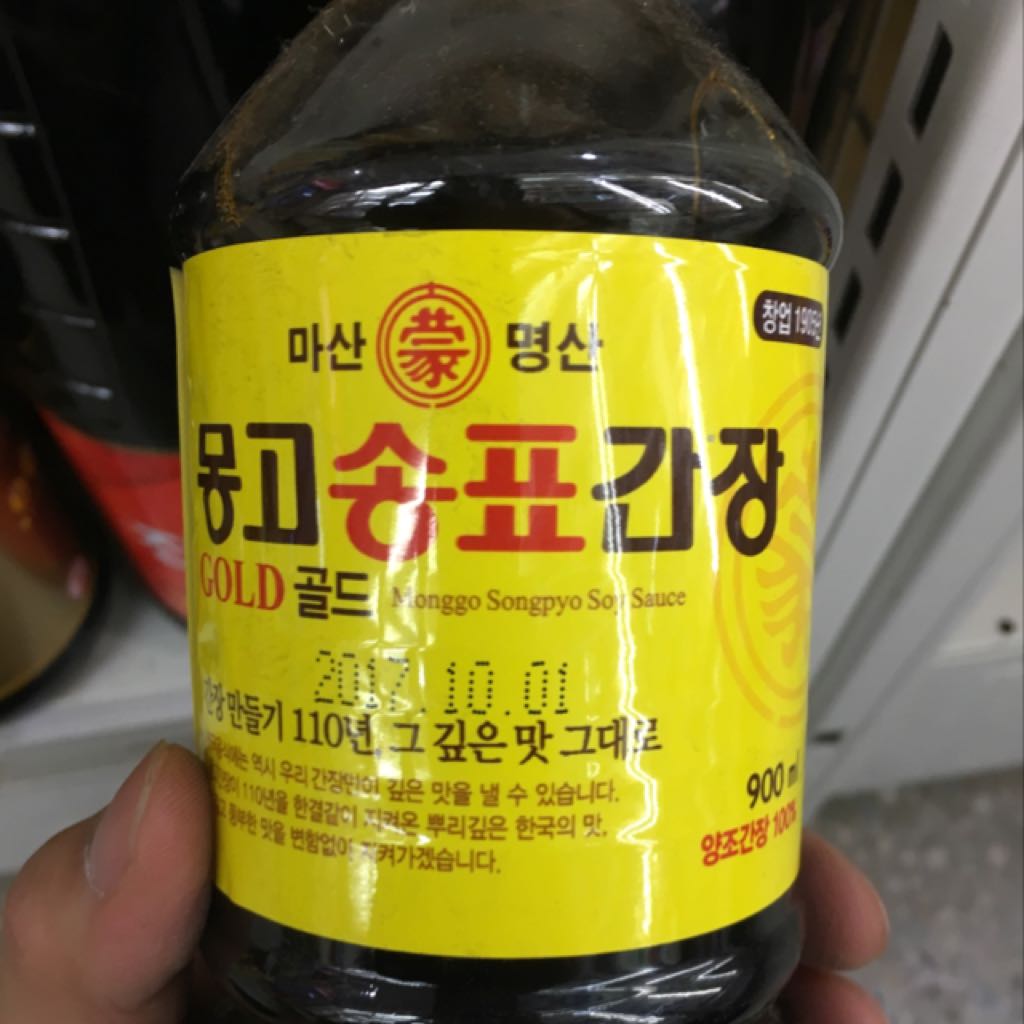 창업 1905년
마산 蒙 명산
몽고송표간장
GOLD 골드 Monggo Songpyo Soy Sauce
2017.10.01
간장 만들기 110년, 그 깊은 맛 그대로
역시 우리 간장만이 깊은 맛을 낼 수 있습니다.
110년을 한결같이 지켜온 뿌리깊은 한국의 맛,
풍부한 맛을 변함없이 지켜가겠습니다.
900 ml
양조간장 100%